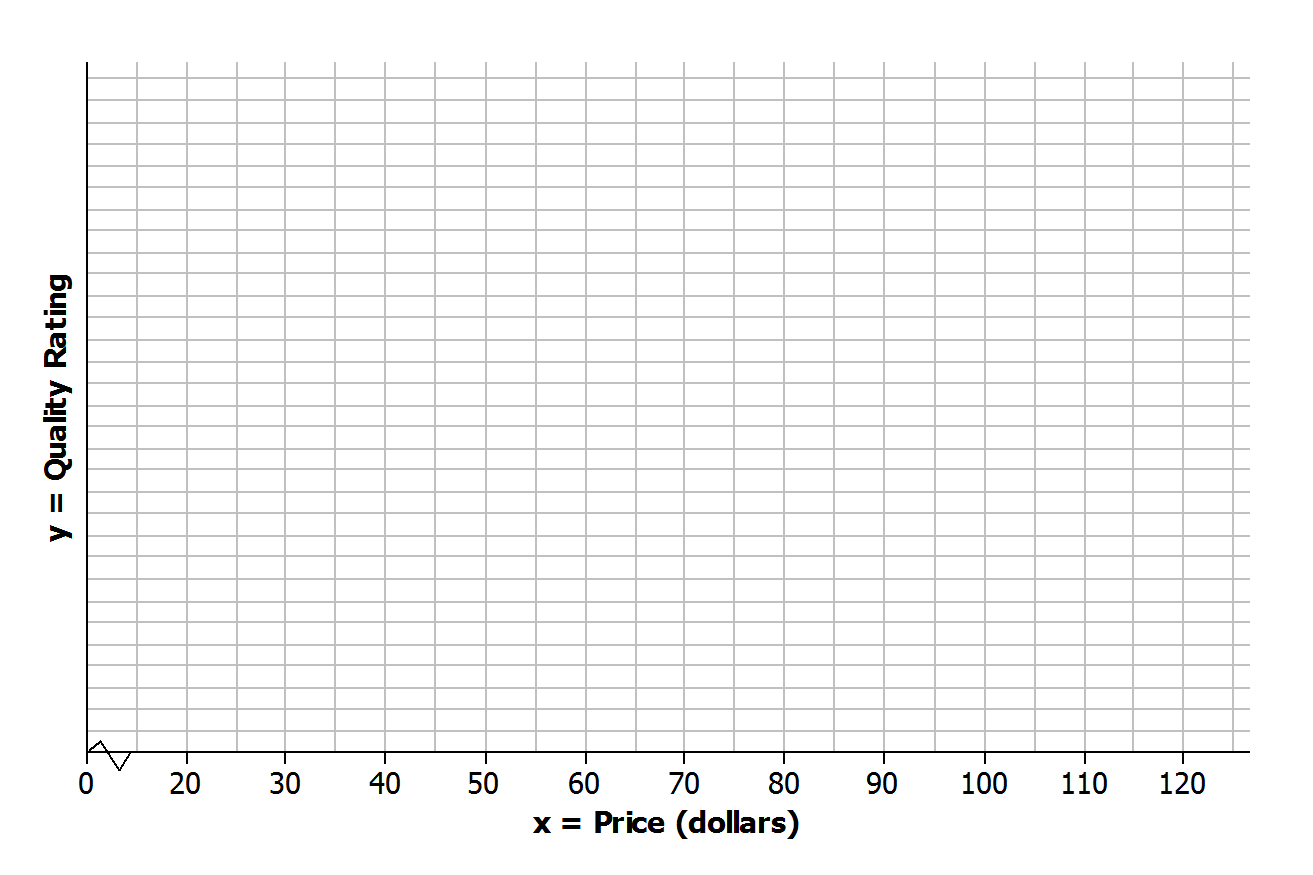 y = Quality Rating
0 20 30 40 50 60 70 80 90 100 110 120
x = Price (dollars)